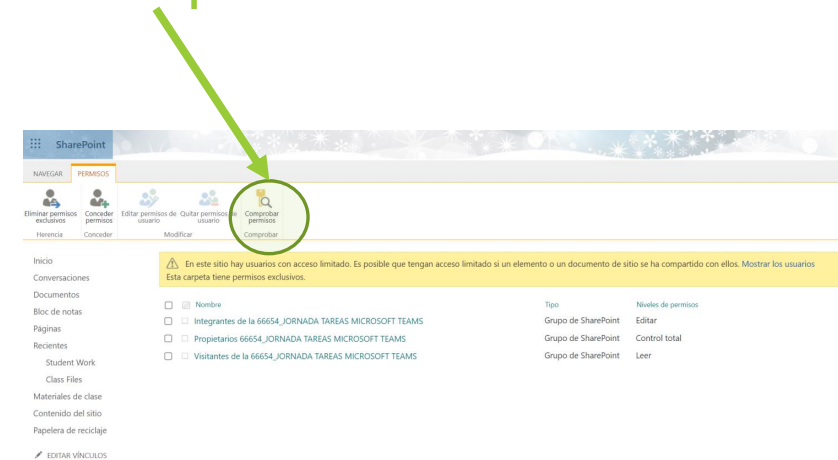 SharePoint
NAVEGAR PERMISOS
Eliminar permisos exclusivos
Conceder permisos
Editar permisos de usuario
Quitar permisos de usuario
Comprobar permisos
Herencia Conceder Modificar Comprobar
Inicio
Conversaciones
Documentos
Bloc de notas
Páginas
Recientes
Student Work
Class Files
Materiales de clase
Contenido del sitio
Papelera de reciclaje
EDITAR VÍNCULOS
En este sitio hay usuarios con acceso limitado. Es posible que tengan acceso limitado si un elemento o un documento de sitio se ha compartido con ellos. Mostrar los usuarios
Esta carpeta tiene permisos exclusivos.
Nombre Tipo Niveles de permisos
Integrantes de la 66654_JORNADA TAREAS MICROSOFT TEAMS Grupo de SharePoint Editar
Propietarios 66654_JORNADA TAREAS MICROSOFT TEAMS Grupo de SharePoint Control total
Visitantes de la 66654_JORNADA TAREAS MICROSOFT TEAMS Grupo de SharePoint Leer